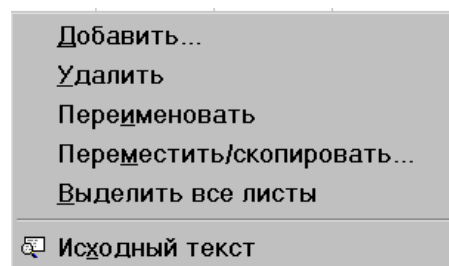 Добавить...
Удалить
Переименовать
Переместить/скопировать...
Выделить все листы
Исходный текст